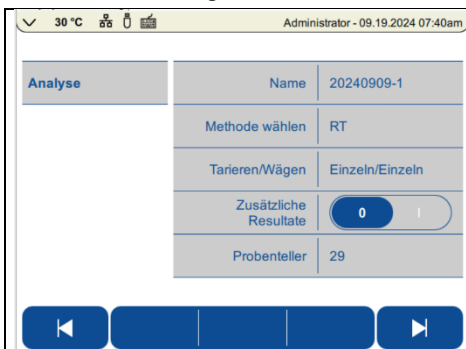 30 °C
Administrator - 09.19.2024 07:40am
Analyse
Name 20240909-1
Methode wählen RT
Tarieren/Wägen Einzeln/Einzeln
Zusätzliche
Resultate 0 I
Probenteller 29